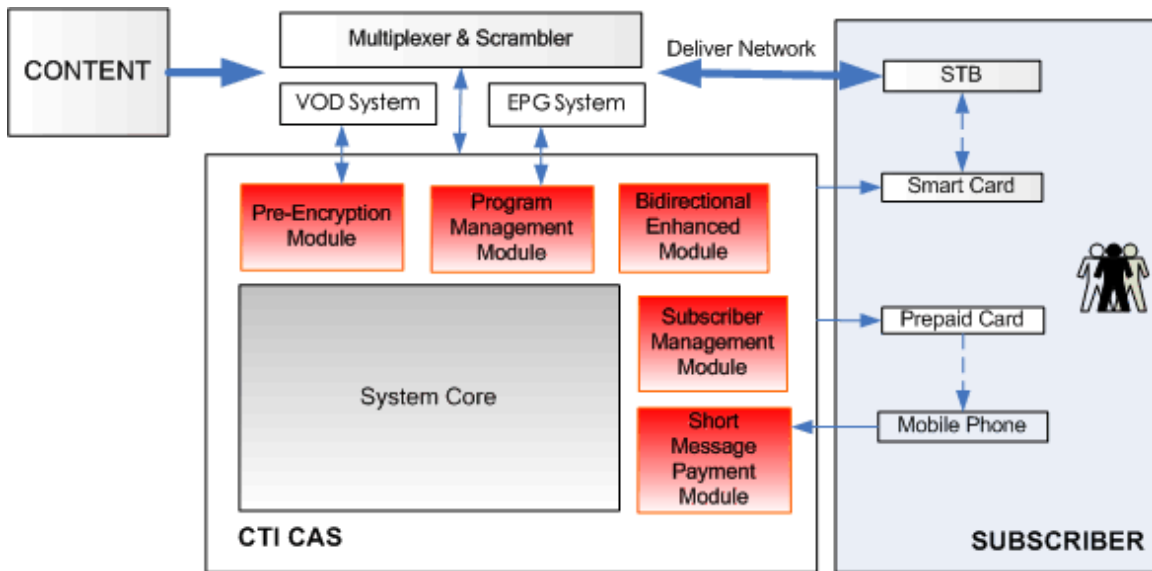 CONTENT
Multiplexer & Scrambler
Deliver Network
VOD System
EPG System
STB
Smart Card
Pre-Encryption
Module
Program
Management
Module
Bidirectional
Enhanced
Module
Subscriber
Management
Module
Prepaid Card
System Core
Short
Message
Payment
Module
Mobile Phone
CTI CAS
SUBSCRIBER